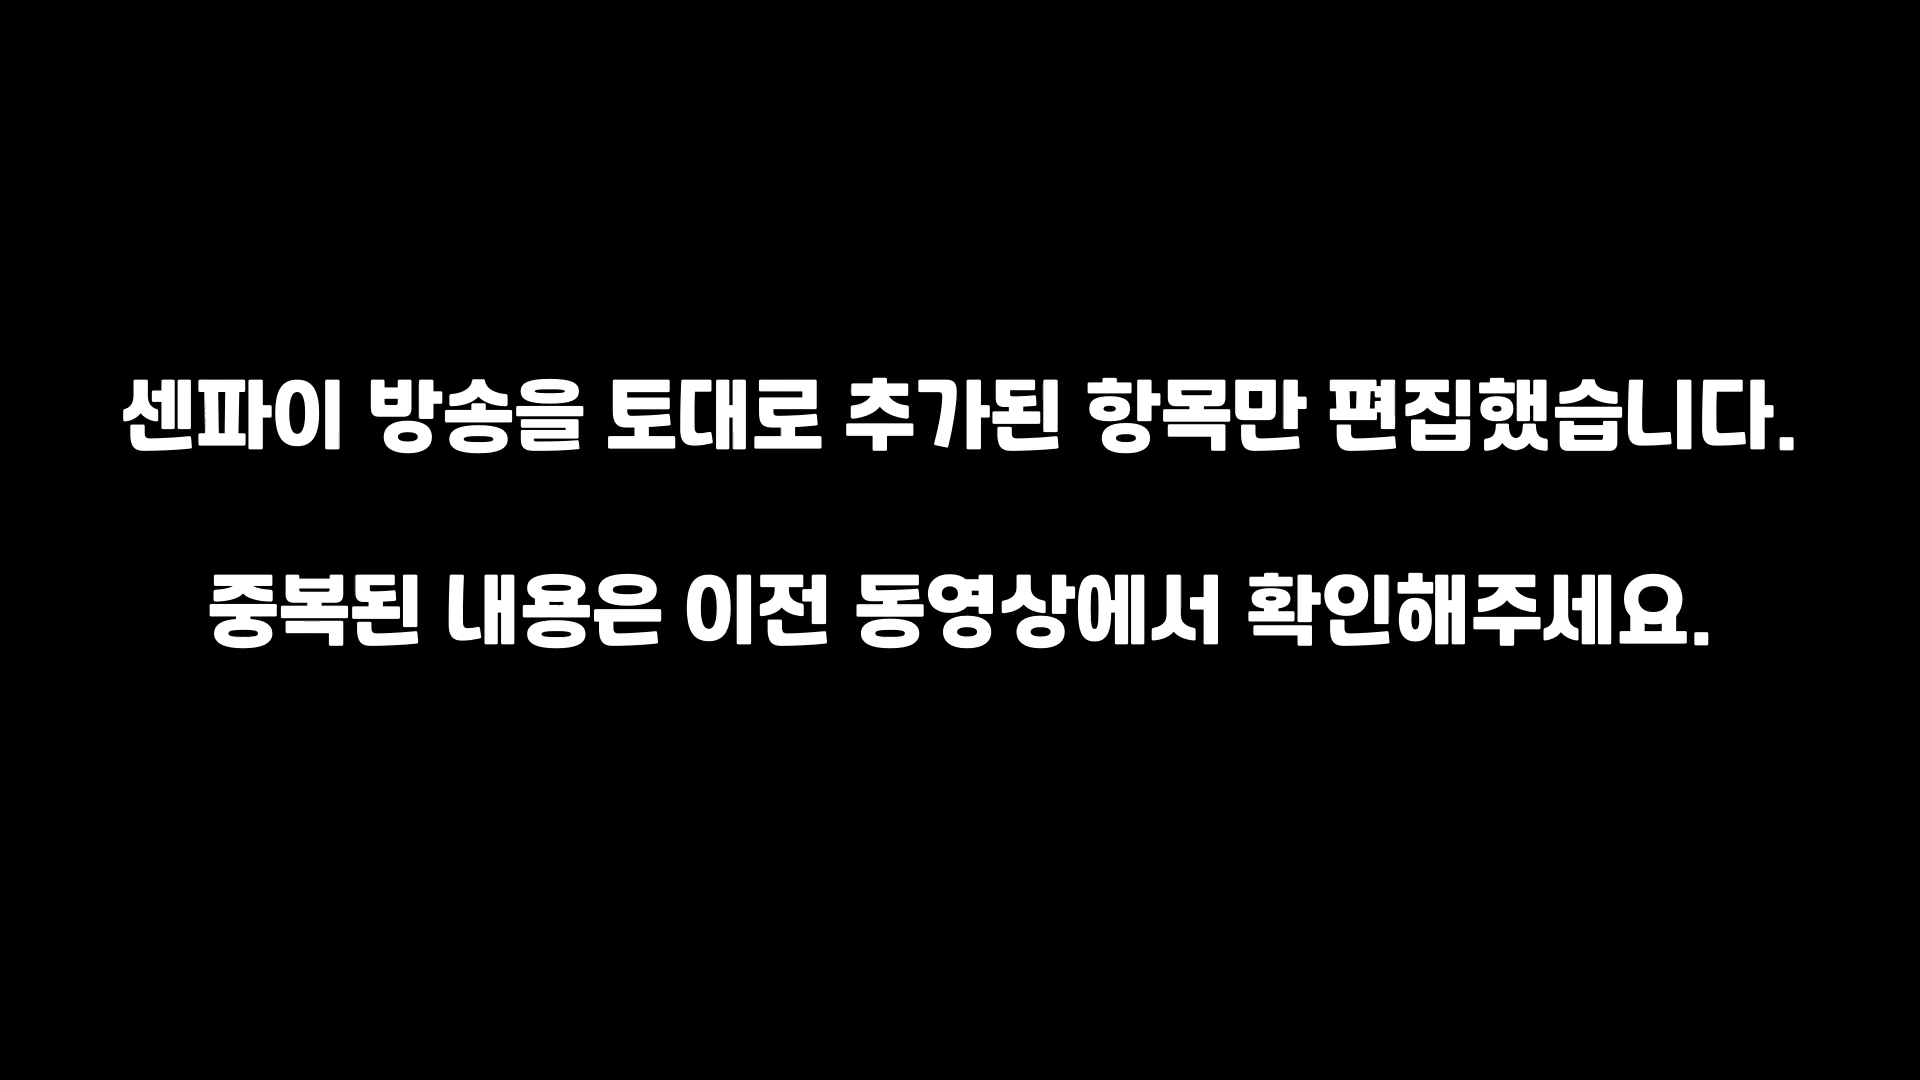 센파이 방송을 토대로 추가된 항목만 편집했습니다.
중복된 내용은 이전 동영상에서 확인해주세요.